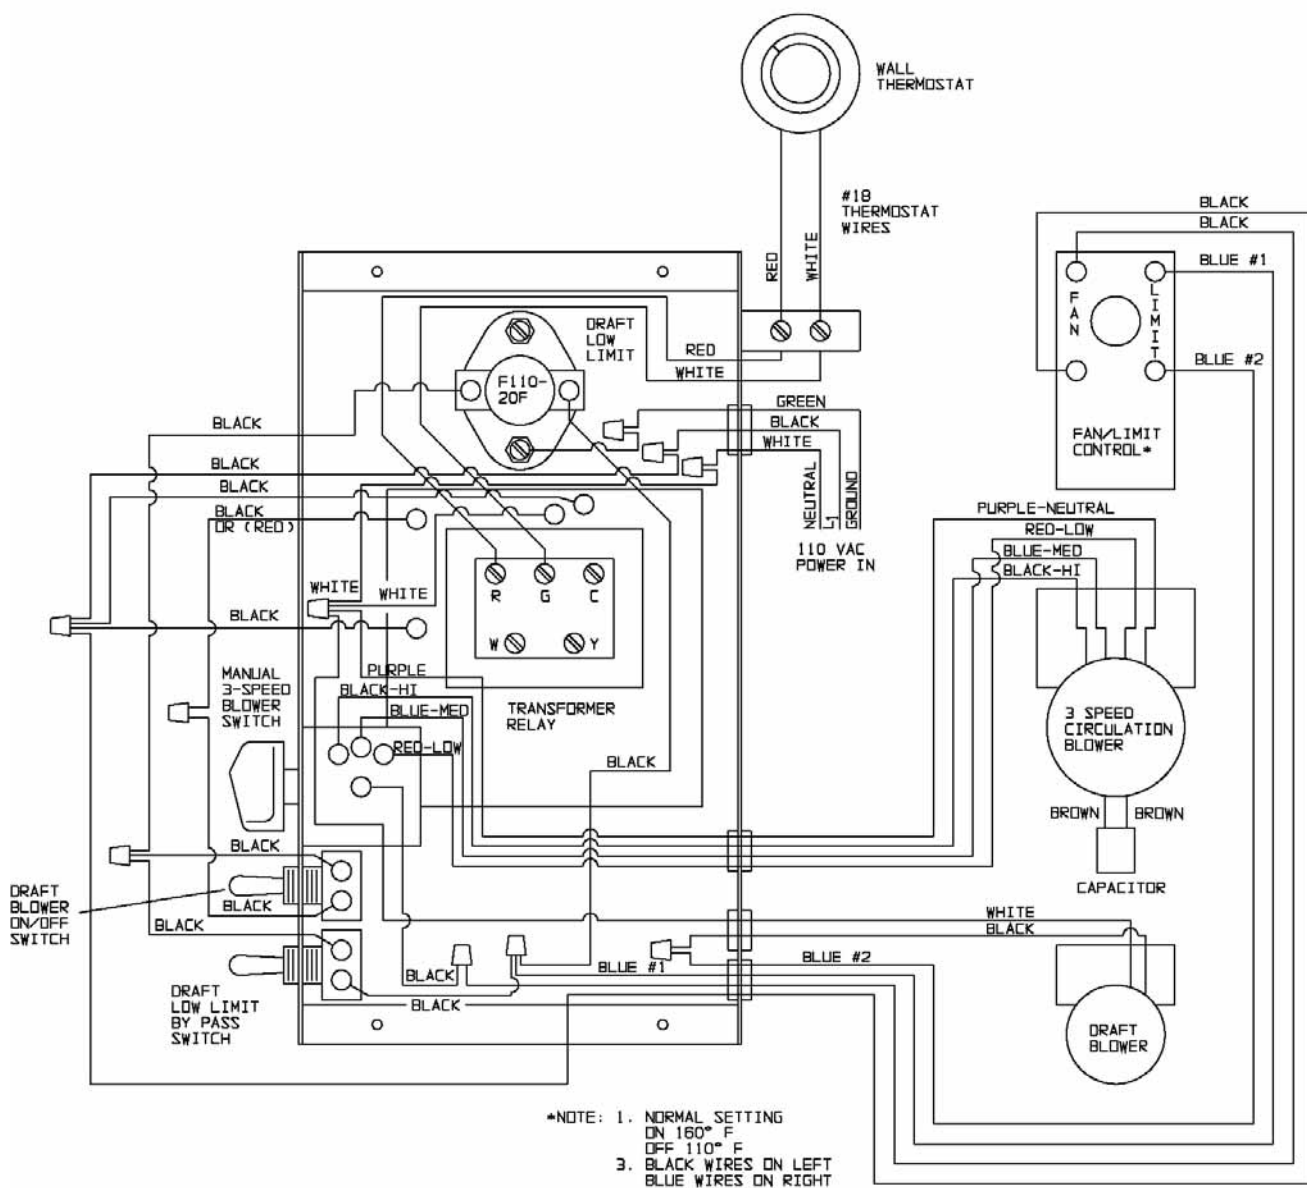 WALL
THERMOSTAT
#18
THERMOSTAT
WIRES
RED
WHITE
BLACK
BLACK
BLUE #1
FAN
LIMIT
BLUE #2
FAN/LIMIT
CONTROL*
DRAFT
LOW
LIMIT
RED
WHITE
F110-
20F
GREEN
BLACK
WHITE
NEUTRAL
L1
GROUND
110 VAC
POWER IN
BLACK
BLACK
BLACK
BLACK
OR (RED)
WHITE
WHITE
BLACK
R
G
C
W
Y
TRANSFORMER
RELAY
PURPLE
BLACK-HI
BLUE-MED
RED-LOW
MANUAL
3-SPEED
BLOWER
SWITCH
BLACK
PURPLE-NEUTRAL
RED-LOW
BLUE-MED
BLACK-HI
3 SPEED
CIRCULATION
BLOWER
BROWN
BROWN
CAPACITOR
BLACK
DRAFT
BLOWER
ON/OFF
SWITCH
BLACK
BLACK
DRAFT
LOW LIMIT
BY PASS
SWITCH
BLACK
BLACK
BLUE #1
BLUE #2
WHITE
BLACK
DRAFT
BLOWER
*NOTE: 1. NORMAL SETTING
ON 160° F
OFF 110° F
3. BLACK WIRES ON LEFT
BLUE WIRES ON RIGHT